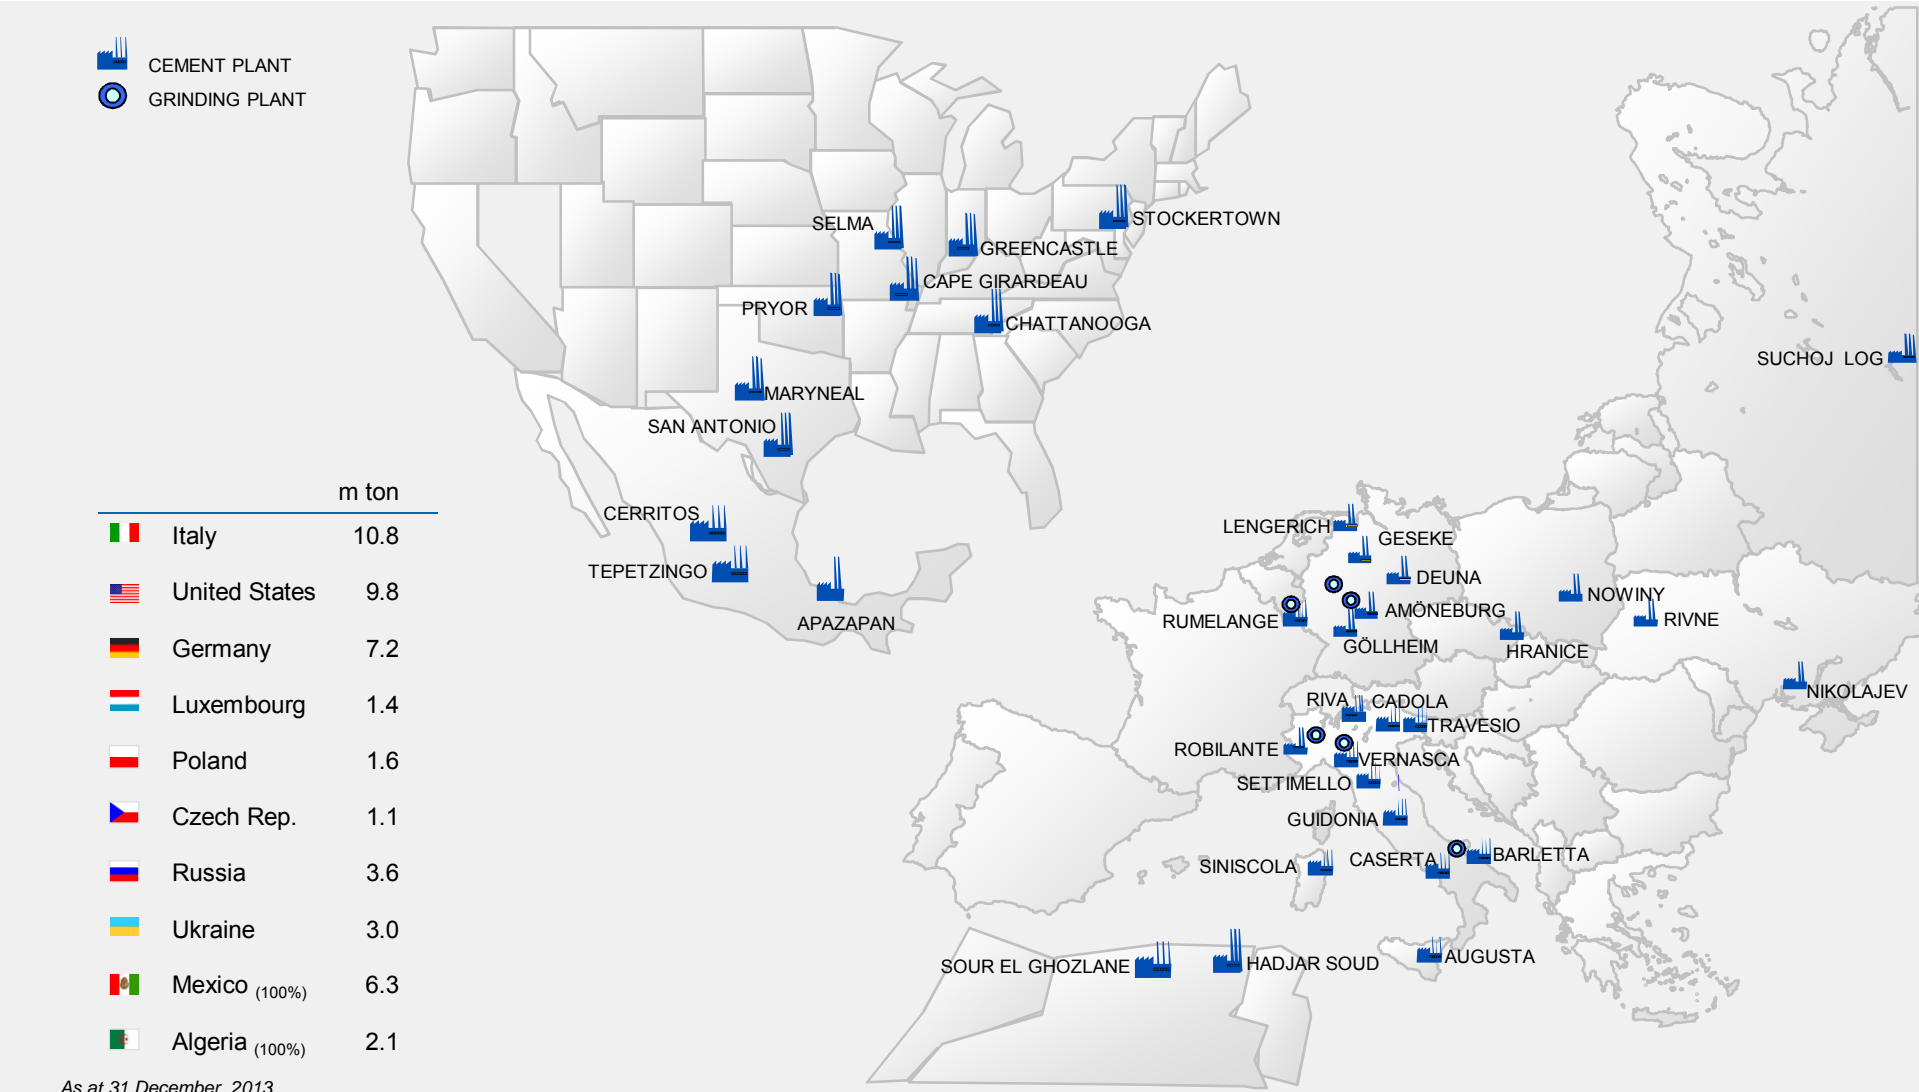 CEMENT PLANT
GRINDING PLANT
SELMA
STOCKERTOWN
GREENCASTLE
CAPE GIRARDEAU
PRYOR
CHATTANOOGA
SUCHOJ LOG
MARYNEAL
SAN ANTONIO
CERRITOS
TEPETZINGO
APAZAPAN
LENGERICH
GESEKE
DEUNA
NOWINY
AMÖNEBURG
RUMELANGE
RIVNE
GÖLLHEIM
HRANICE
NIKOLAJEV
RIVA
CADOLA
TRAVESIO
ROBILANTE
VERNASCA
SETTIMELLO
GUIDONIA
SINISCOLA
CASERTA
BARLETTA
AUGUSTA
SOUR EL GHOZLANE
HADJAR SOUD
m ton
Italy 10.8
United States 9.8
Germany 7.2
Luxembourg 1.4
Poland 1.6
Czech Rep. 1.1
Russia 3.6
Ukraine 3.0
Mexico (100%) 6.3
Algeria (100%) 2.1
As at 31 December, 2013